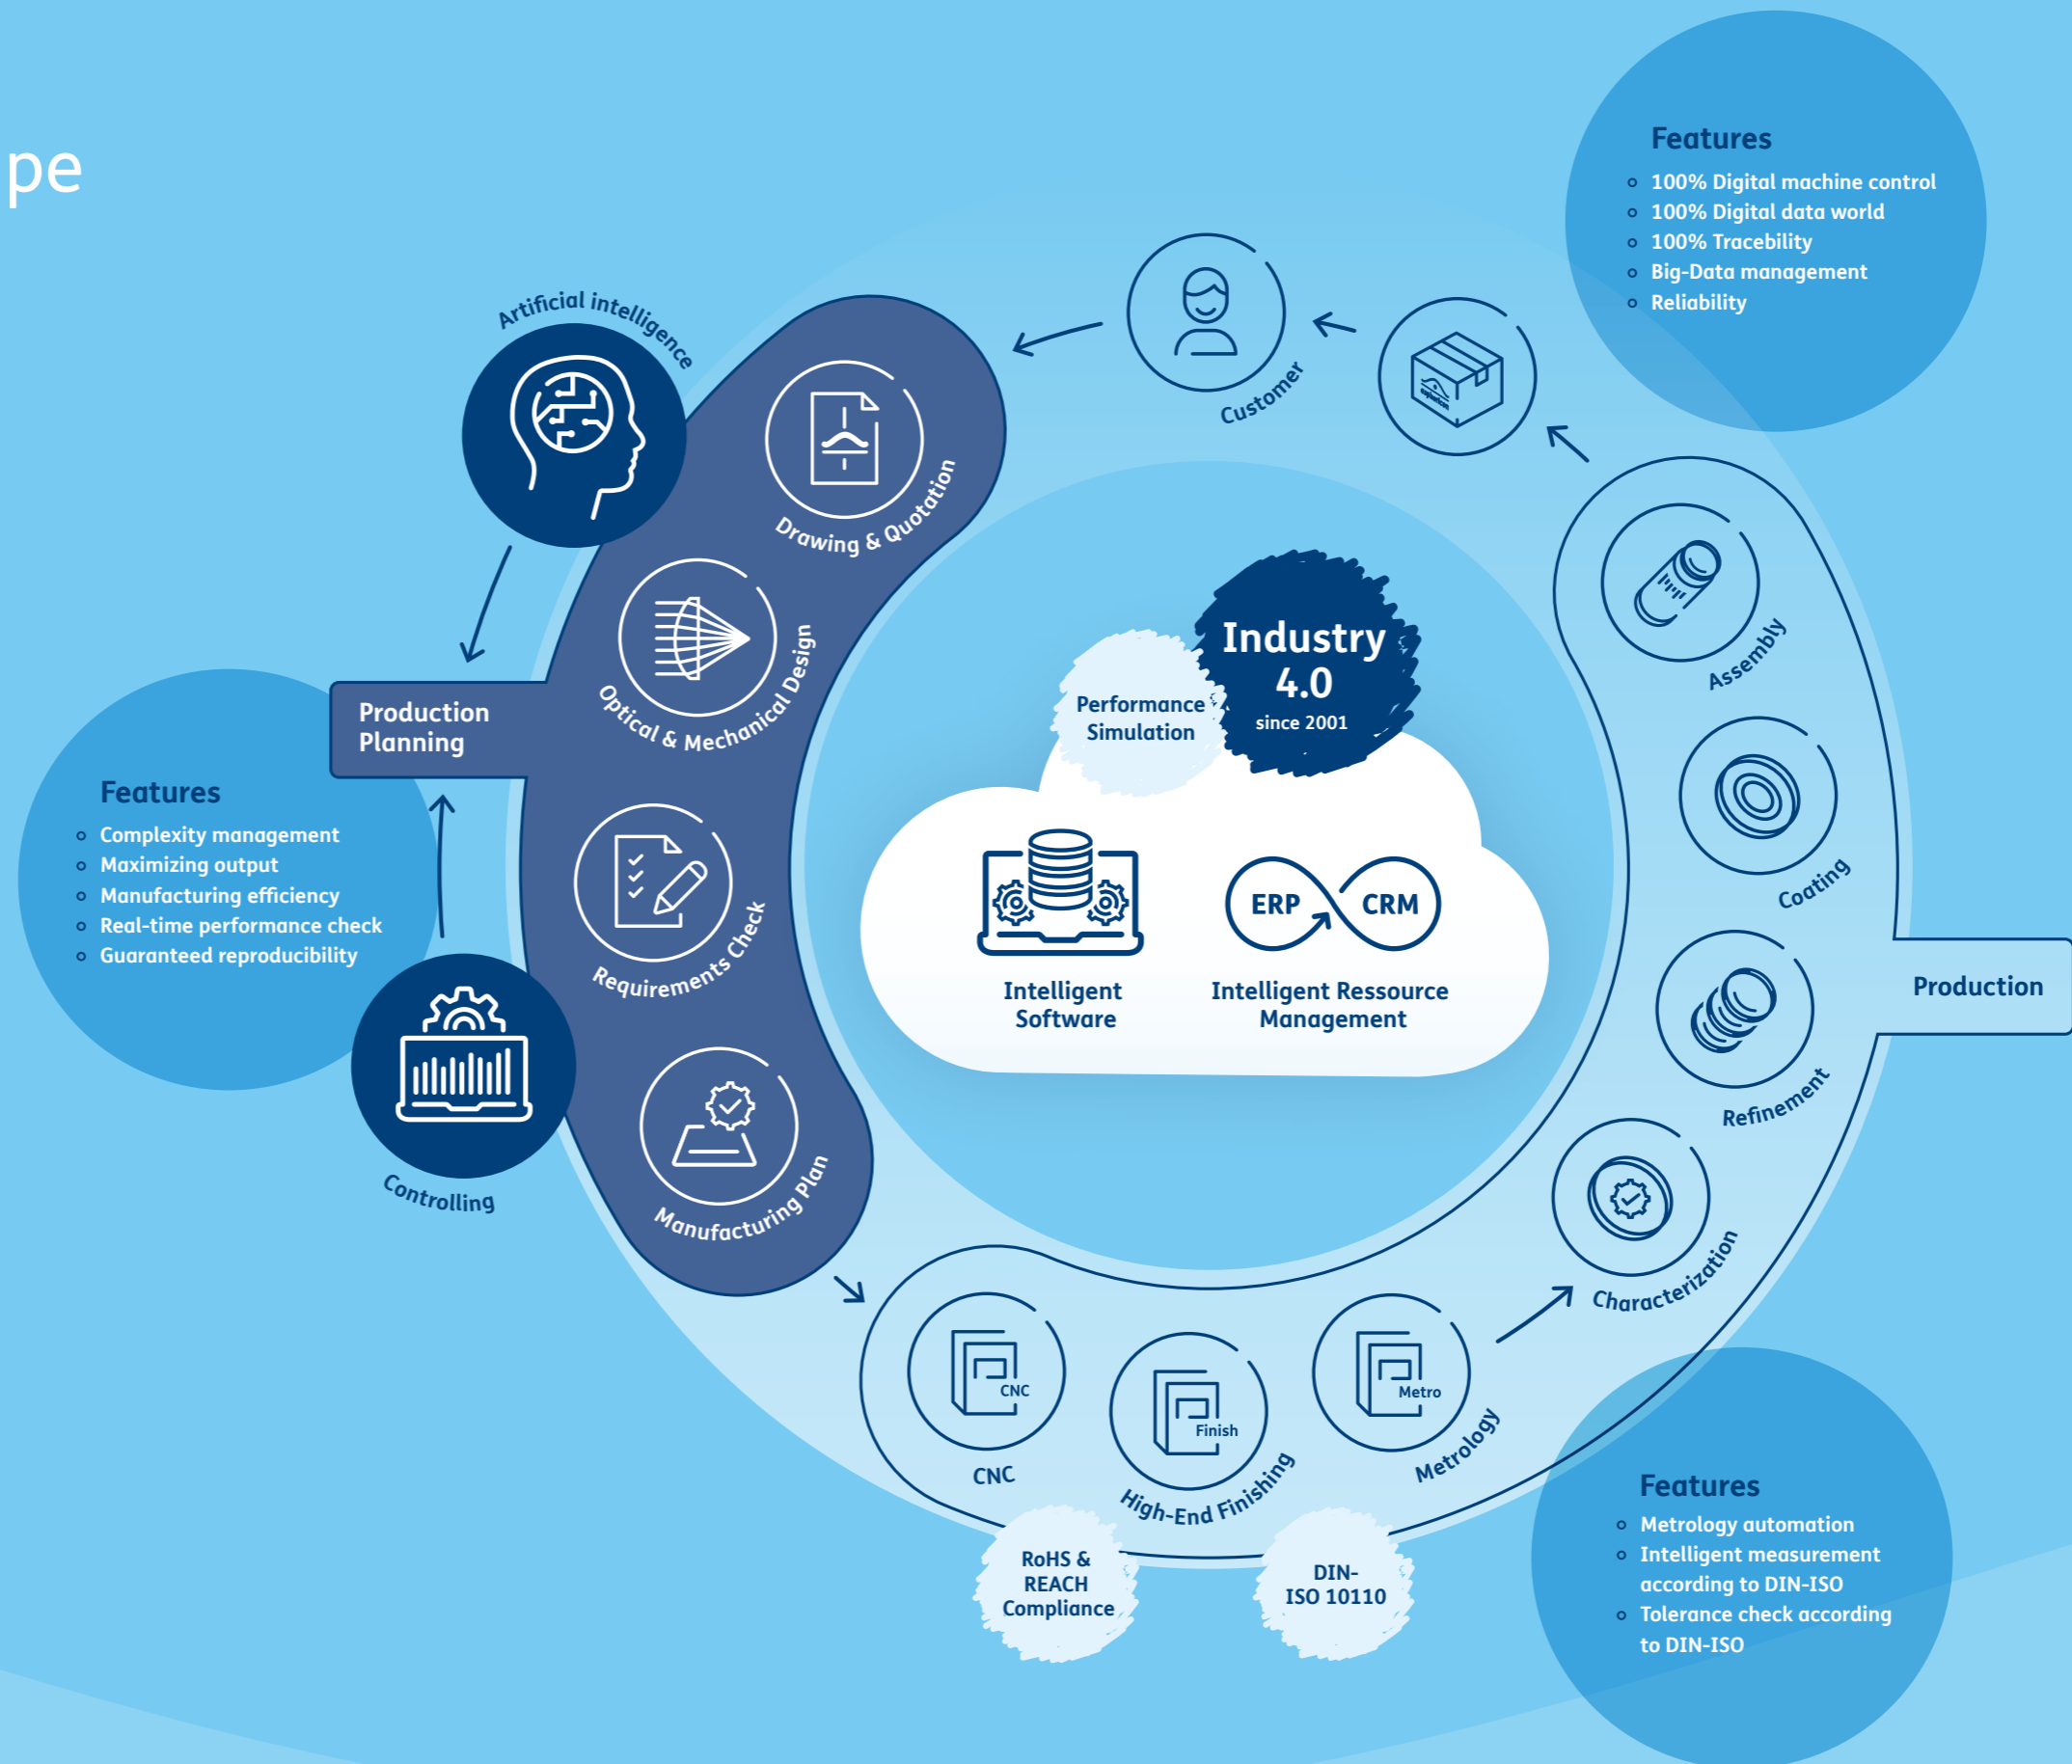 pe
Features
100% Digital machine control
100% Digital data world
100% Tracebility
Big-Data management
Reliability
Customer
Artificial intelligence
Drawing & Quotation
Optical & Mechanical Design
Production
Planning
Features
Complexity management
Maximizing output
Manufacturing efficiency
Real-time performance check
Guaranteed reproducibility
Requirements Check
Controlling
Manufacturing Plan
Industry
4.0
since 2001
Performance
Simulation
ERP
CRM
Intelligent
Software
Intelligent Ressource
Management
Assembly
Coating
Refinement
Production
Characterization
CNC
CNC
Finish
High-End Finishing
Metro
Metrology
RoHS &
REACH
Compliance
DIN-
ISO 10110
Features
Metrology automation
Intelligent measurement
according to DIN-ISO
Tolerance check according
to DIN-ISO